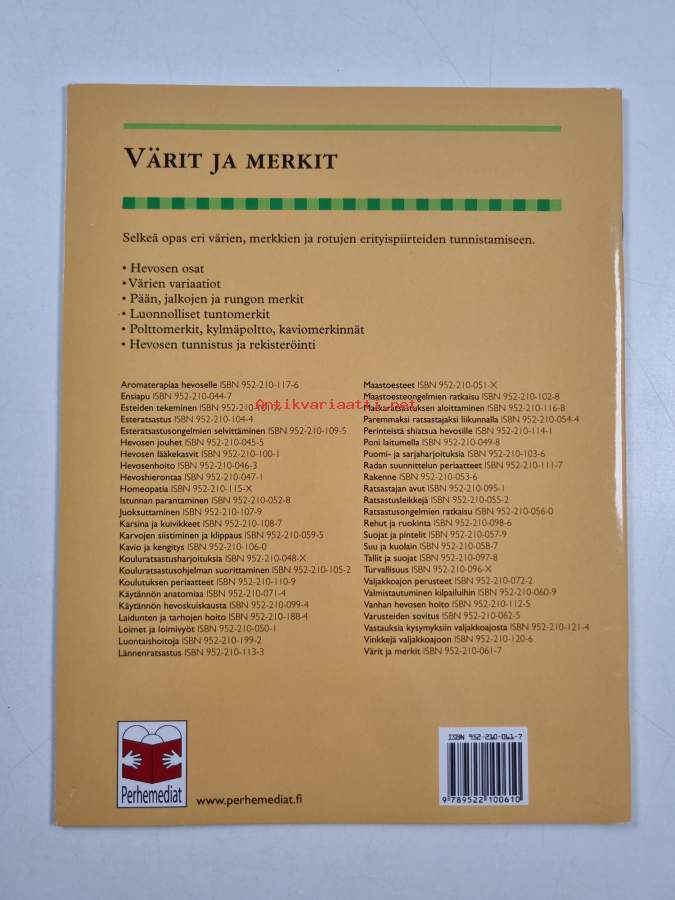 VÄRIT JA MERKIT
Selkeä opas eri värien, merkkien ja rotujen erityispiirteiden tunnistamiseen.
• Hevosen osat
• Värien variaatiot
• Pään, jalkojen ja rungon merkit
• Luonnolliset tuntomerkit
• Polttomerkit, kylmäpoltto, kaviomerkinnät
• Hevosen tunnistus ja rekisteröinti
Aromaterapiaa hevoselle ISBN 952-210-117-6
Ensiapu ISBN 952-210-044-7
Esteiden tekeminen ISBN 952-210-101-X
Esteratsastus ISBN 952-210-104-4
Esteratsastusongelmien selvittäminen ISBN 952-210-109-5
Hevosen jouhet ISBN 952-210-045-5
Hevosen lääkekasvit ISBN 952-210-100-1
Hevosenhoito ISBN 952-210-046-3
Hevoshierontaa ISBN 952-210-047-1
Homeopatia ISBN 952-210-115-X
Istunnan parantaminen ISBN 952-210-052-8
Juoksuttaminen ISBN 952-210-107-9
Karsina ja kuivikkeet ISBN 952-210-108-7
Karvojen siistiminen ja klippaus ISBN 952-210-059-5
Kavio ja kengitys ISBN 952-210-106-0
Kouluratsastusharjoituksia ISBN 952-210-048-X
Kouluratsastusohjelman suorittaminen ISBN 952-210-105-2
Koulutuksen periaatteet ISBN 952-210-110-9
Käytännön anatomiaa ISBN 952-210-071-4
Käytännön hevoskuiskausta ISBN 952-210-099-4
Laidunten ja tarhojen hoito ISBN 952-210-188-4
Loimet ja loimivyöt ISBN 952-210-050-1
Luontaishoitoja ISBN 952-210-199-2
Lännenratsastus ISBN 952-210-113-3
Maastoesteet ISBN 952-210-051-X
Maastoesteongelmien ratkaisu ISBN 952-210-102-8
Matkaratsastuksen aloittaminen ISBN 952-210-116-8
Paremmaksi ratsastajaksi liikunnalla ISBN 952-210-054-4
Perinteistä shiatsua hevosille ISBN 952-210-114-1
Poni laitumella ISBN 952-210-049-8
Puomi- ja sarjaharjoituksia ISBN 952-210-103-6
Radan suunnittelun periaatteet ISBN 952-210-111-7
Rakenne ISBN 952-210-053-6
Ratsastajan avut ISBN 952-210-095-1
Ratsastusleikkejä ISBN 952-210-055-2
Ratsastusongelmien ratkaisu ISBN 952-210-056-0
Rehut ja ruokinta ISBN 952-210-098-6
Suojat ja pintelit ISBN 952-210-057-9
Suu ja kuolain ISBN 952-210-058-7
Tallit ja suojat ISBN 952-210-097-8
Turvallisuus ISBN 952-210-096-X
Valjakkoajon perusteet ISBN 952-210-072-2
Valmistautuminen kilpailuihin ISBN 952-210-060-9
Vanhan hevosen hoito ISBN 952-210-112-5
Varusteiden sovitus ISBN 952-210-062-5
Vastauksia kysymyksiin valjakkoajosta ISBN 952-210-121-4
Vinkkejä valjakkoajoon ISBN 952-210-120-6
Värit ja merkit ISBN 952-210-061-7
Antikvariaatti.net
Perhemediat
www.perhemediat.fi
ISBN 952-210-061-7
9 789522 100610